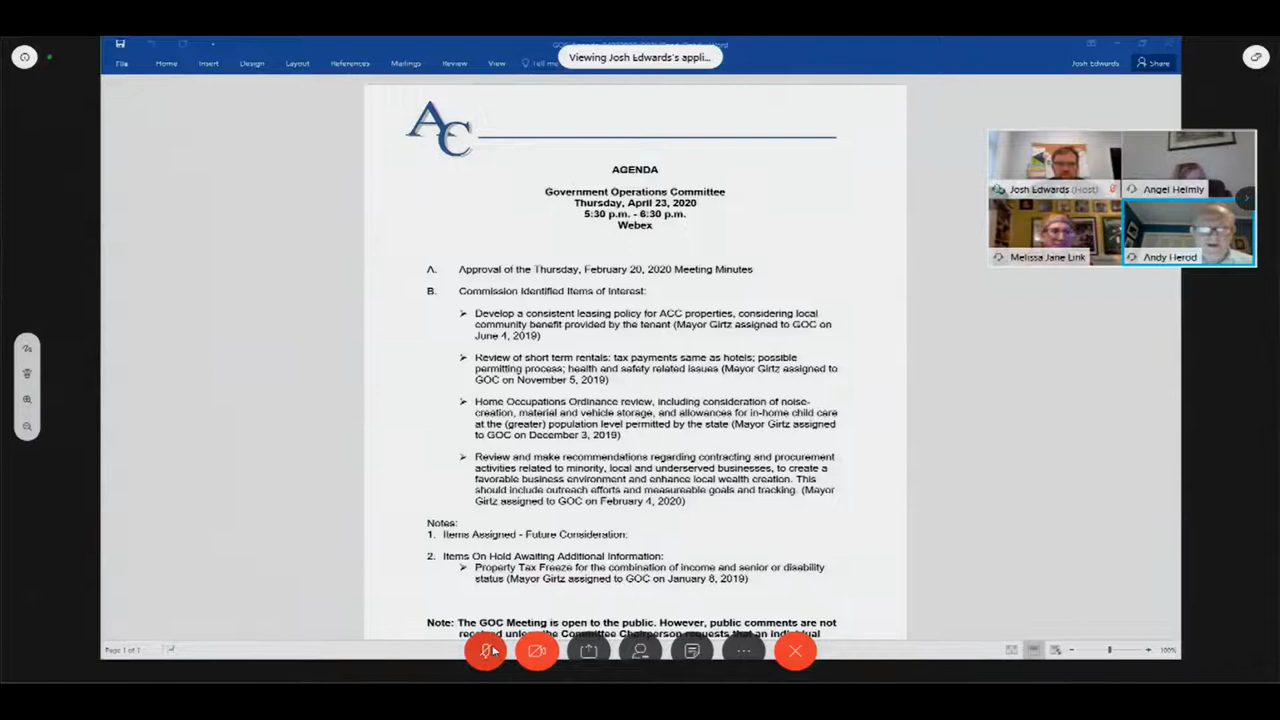 Viewing Josh Edwards's appli...
File Home Insert Design Layout References Mailings Review View Tell me Josh Edwards Share
AC
AGENDA
Government Operations Committee
Thursday, April 23, 2020
5:30 p.m. - 6:30 p.m.
Webex
A. Approval of the Thursday, February 20, 2020 Meeting Minutes
B. Commission Identified Items of Interest:
Develop a consistent leasing policy for ACC properties, considering local
community benefit provided by the tenant (Mayor Girtz assigned to GOC on
June 4, 2019)
Review of short term rentals: tax payments same as hotels; possible
permitting process; health and safety related issues (Mayor Girtz assigned to
GOC on November 5, 2019)
Home Occupations Ordinance review, including consideration of noise-
creation, material and vehicle storage, and allowances for in-home child care
at the (greater) population level permitted by the state (Mayor Girtz assigned
to GOC on December 3, 2019)
Review and make recommendations regarding contracting and procurement
activities related to minority, local and underserved businesses, to create a
favorable business environment and enhance local wealth creation. This
should include outreach efforts and measureable goals and tracking. (Mayor
Girtz assigned to GOC on February 4, 2020)
Notes:
1. Items Assigned - Future Consideration:
2. Items On Hold Awaiting Additional Information:
Property Tax Freeze for the combination of income and senior or disability
status (Mayor Girtz assigned to GOC on January 8, 2019)
Note: The GOC Meeting is open to the public. However, public comments are not
the Committee Chairperson requests that an individual
Josh Edwards (Host) Angel Helmly
Melissa Jane Link Andy Herod
Page 1 of 2 100%